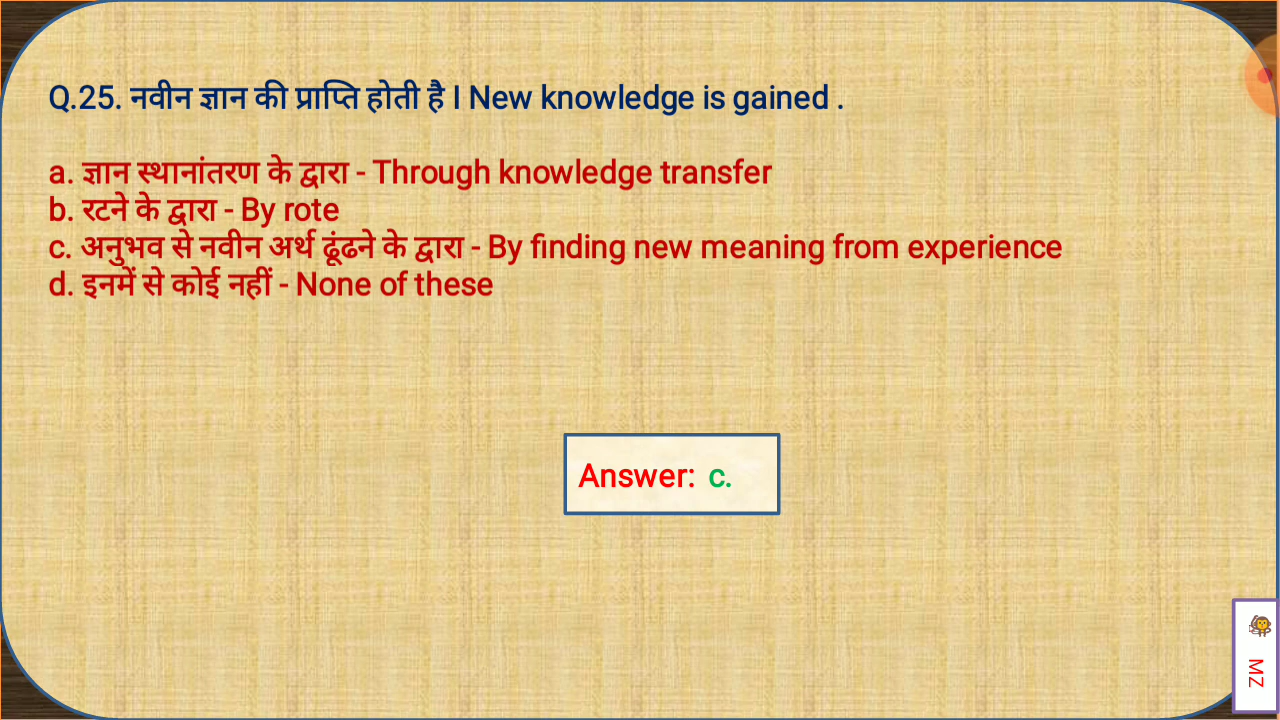 Q.25. नवीन ज्ञान की प्राप्ति होती है I New knowledge is gained .
a. ज्ञान स्थानांतरण के द्वारा - Through knowledge transfer
b. रटने के द्वारा - By rote
c. अनुभव से नवीन अर्थ ढूंढने के द्वारा - By finding new meaning from experience
d. इनमें से कोई नहीं - None of these
Answer: c.
MZ